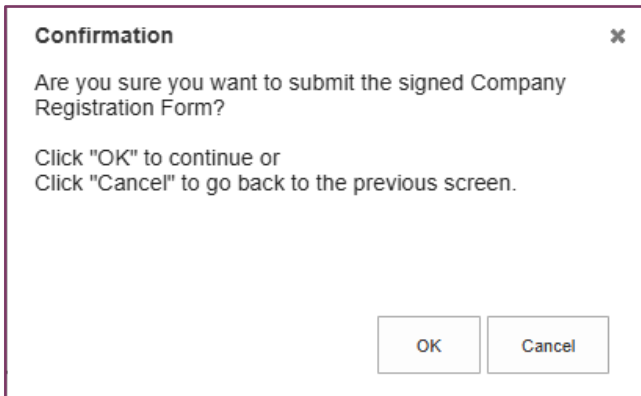 Confirmation
Are you sure you want to submit the signed Company
Registration Form?
Click "OK" to continue or
Click "Cancel" to go back to the previous screen.
OK
Cancel